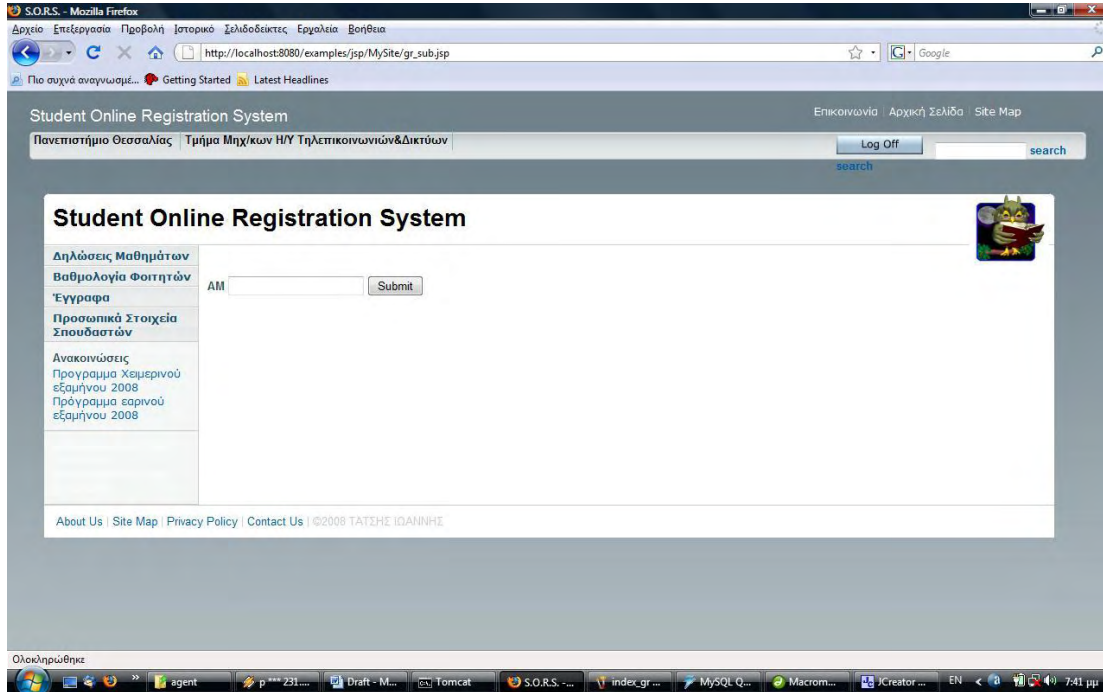 S.O.R.S. - Mozilla Firefox
Αρχείο Επεξεργασία Προβολή Ιστορικό Σελιδοδείκτες Εργαλεία Βοήθεια
http://localhost:8080/examples/jsp/MySite/gr_sub.jsp
G Google
Πιο συχνά αναγνωσμέ... Getting Started Latest Headlines
Student Online Registration System
Επικοινωνία Αρχική Σελίδα Site Map
Πανεπιστήμιο Θεσσαλίας Τμήμα Μηχ/κων Η/Υ Τηλεπικοινωνιών&Δικτύων
Log Off
search
search
Student Online Registration System
Δηλώσεις Μαθημάτων
Βαθμολογία Φοιτητών
Έγγραφα
Προσωπικά Στοιχεία
Σπουδαστών
ΑΜ
Submit
Ανακοινώσεις
Προγραμμα Χειμερινού
εξαμήνου 2008
Πρόγραμμα εαρινού
εξαμήνου 2008
About Us | Site Map | Privacy Policy | Contact Us | ©2008 ΤΑΤΣΗΣ ΙΩΑΝΝΗΣ
Ολοκληρώθηκε
agent p *** 231.... Draft - M... Tomcat S.O.R.S. -... index_gr ... MySQL Q... Macrom... JCreator ... EN 7:41 μμ